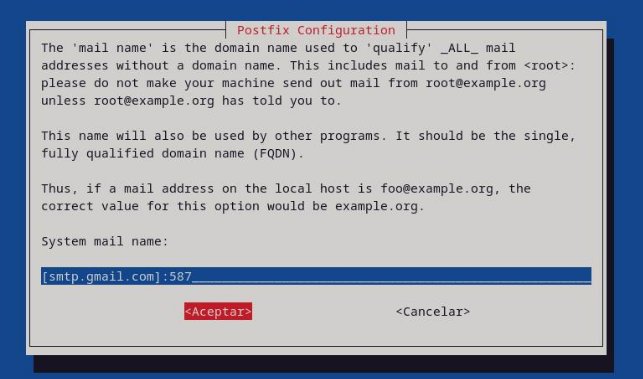 Postfix Configuration
The 'mail name' is the domain name used to 'qualify' _ALL_ mail
addresses without a domain name. This includes mail to and from <root>:
please do not make your machine send out mail from root@example.org
unless root@example.org has told you to.
This name will also be used by other programs. It should be the single,
fully qualified domain name (FQDN).
Thus, if a mail address on the local host is foo@example.org, the
correct value for this option would be example.org.
System mail name:
[smtp.gmail.com]:587
<Aceptar> <Cancelar>